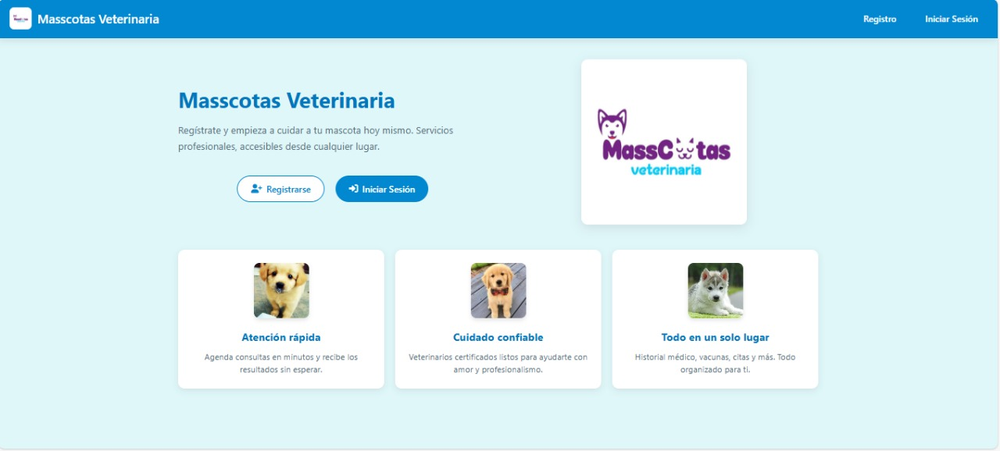 Masscotas Veterinaria
Registro
Iniciar Sesión
Masscotas Veterinaria
Regístrate y empieza a cuidar a tu mascota hoy mismo. Servicios
profesionales, accesibles desde cualquier lugar.
Registrarse
Iniciar Sesión
MassCotas
veterinaria
Atención rápida
Agenda consultas en minutos y recibe los
resultados sin esperar.
Cuidado confiable
Veterinarios certificados listos para ayudarte con
amor y profesionalismo.
Todo en un solo lugar
Historial médico, vacunas, citas y más. Todo
organizado para ti.